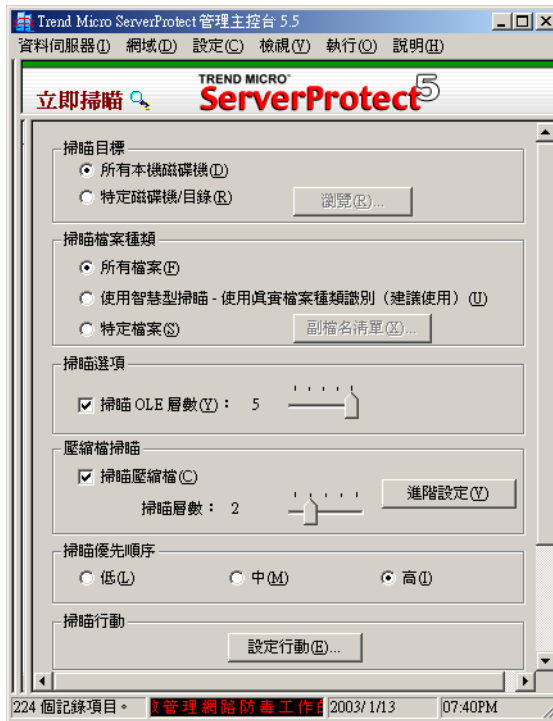 Trend Micro ServerProtect 管理主控台 5.5
資料伺服器(I) 網域(D) 設定(C) 檢視(V) 執行(O) 說明(H)
立即掃瞄
TREND MICRO™
ServerProtect 5
掃瞄目標
所有本機磁碟機(D)
特定磁碟機/目錄(R) 瀏覽(R)...
掃瞄檔案種類
所有檔案(F)
使用智慧型掃瞄 - 使用真實檔案種類識別（建議使用）(U)
特定檔案(S) 副檔名清單(X)...
掃瞄選項
掃瞄 OLE 層數(Y)： 5
壓縮檔掃瞄
掃瞄壓縮檔(C)
掃瞄層數： 2 進階設定(Y)
掃瞄優先順序
低(L) 中(M) 高(I)
掃瞄行動
設定行動(E)...
224 個記錄項目。 管理網路防毒工作 2003/1/13 07:40PM